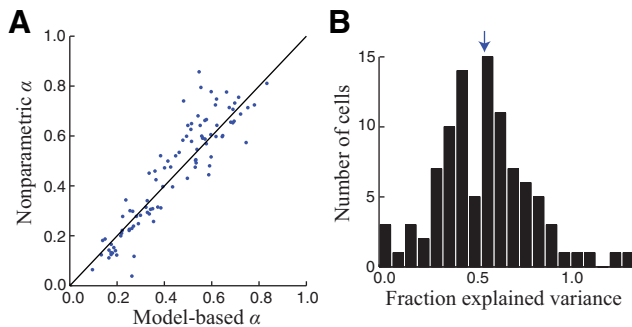 A
1.0
0.8
0.6
0.4
0.2
0.0
0.0 0.2 0.4 0.6 0.8 1.0
Nonparametric α
Model-based α
B
15
10
5
0
0.0 0.5 1.0
Number of cells
Fraction explained variance